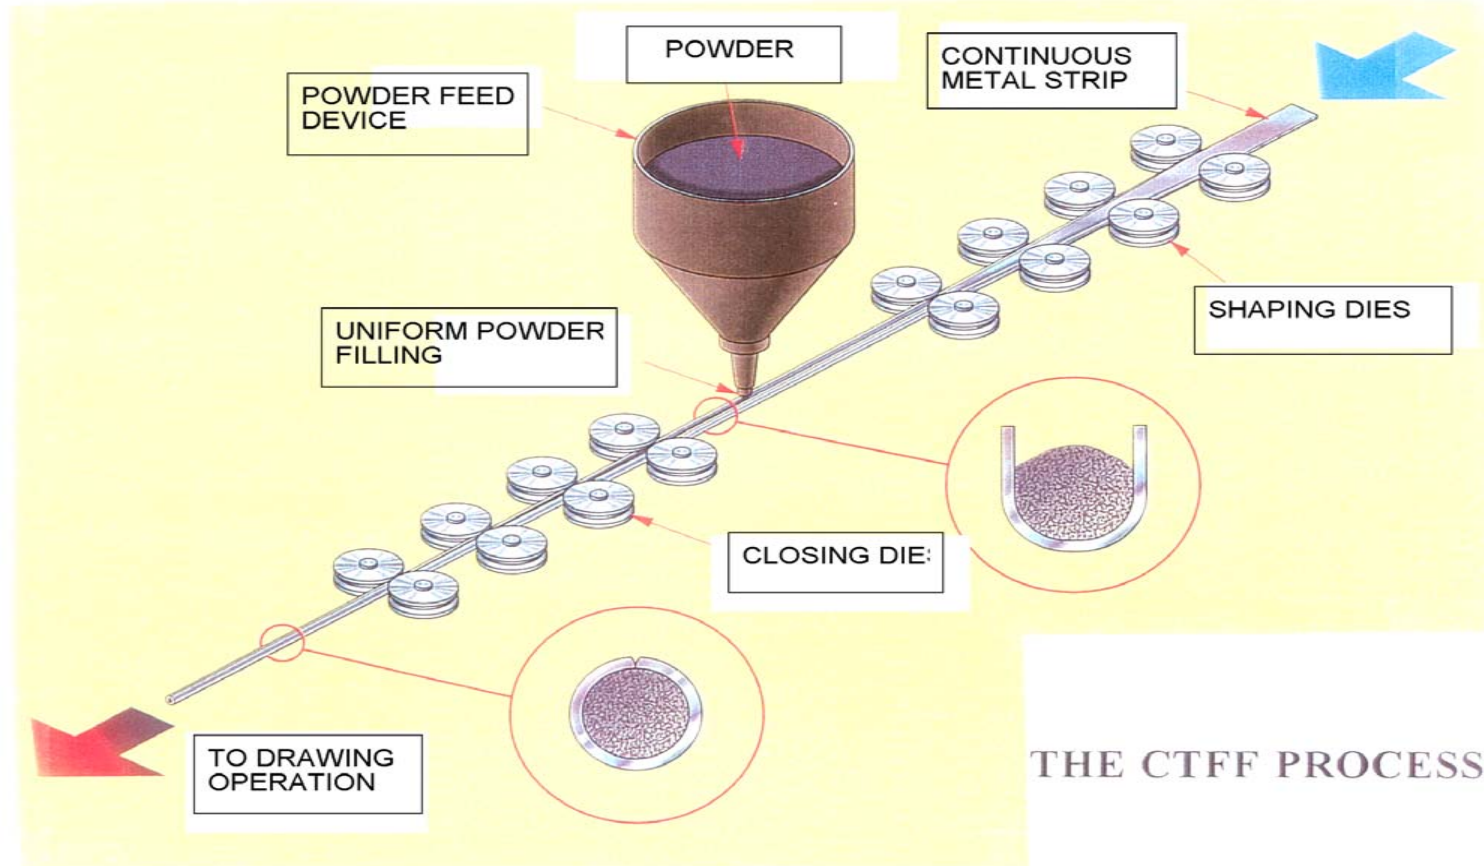 POWDER
CONTINUOUS
METAL STRIP
POWDER FEED
DEVICE
SHAPING DIES
UNIFORM POWDER
FILLING
CLOSING DIES
TO DRAWING
OPERATION
THE CTFF PROCESS